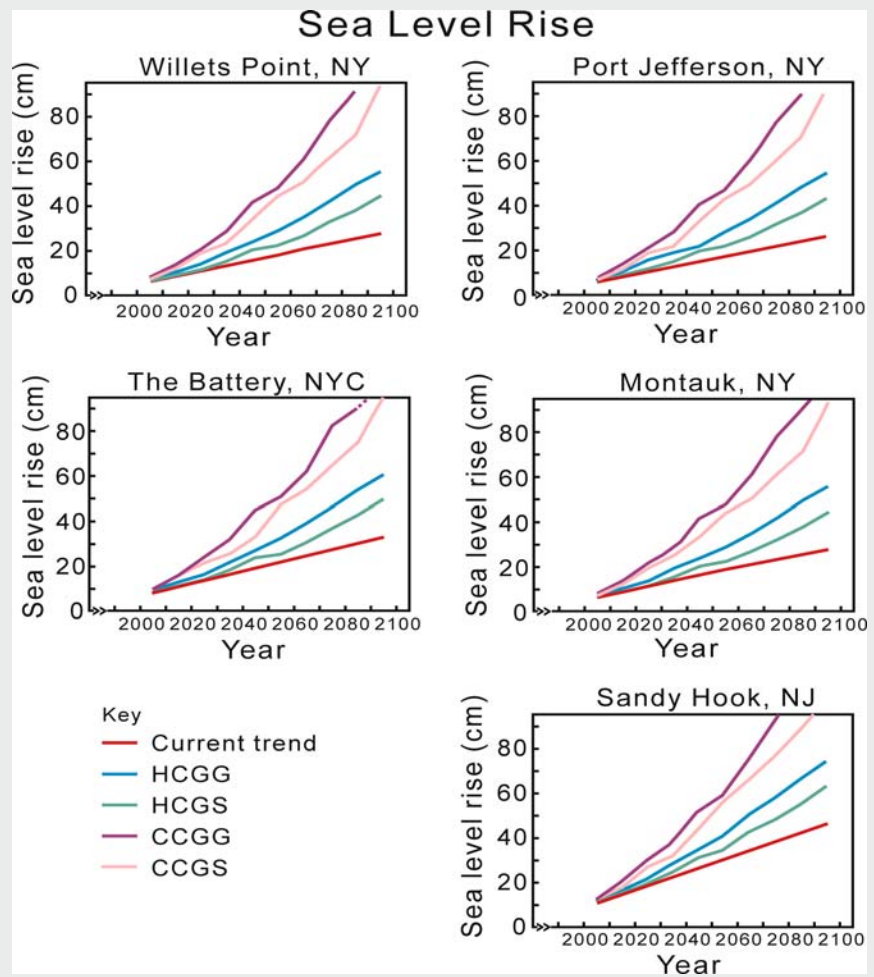 Sea Level Rise
Willets Point, NY
Sea level rise (cm)
80
60
40
20
0
2000 2020 2040 2060 2080 2100
Year
Port Jefferson, NY
Sea level rise (cm)
80
60
40
20
0
2000 2020 2040 2060 2080 2100
Year
The Battery, NYC
Sea level rise (cm)
80
60
40
20
0
2000 2020 2040 2060 2080 2100
Year
Montauk, NY
Sea level rise (cm)
80
60
40
20
0
2000 2020 2040 2060 2080 2100
Year
Key
Current trend
HCGG
HCGS
CCGG
CCGS
Sandy Hook, NJ
Sea level rise (cm)
80
60
40
20
0
2000 2020 2040 2060 2080 2100
Year